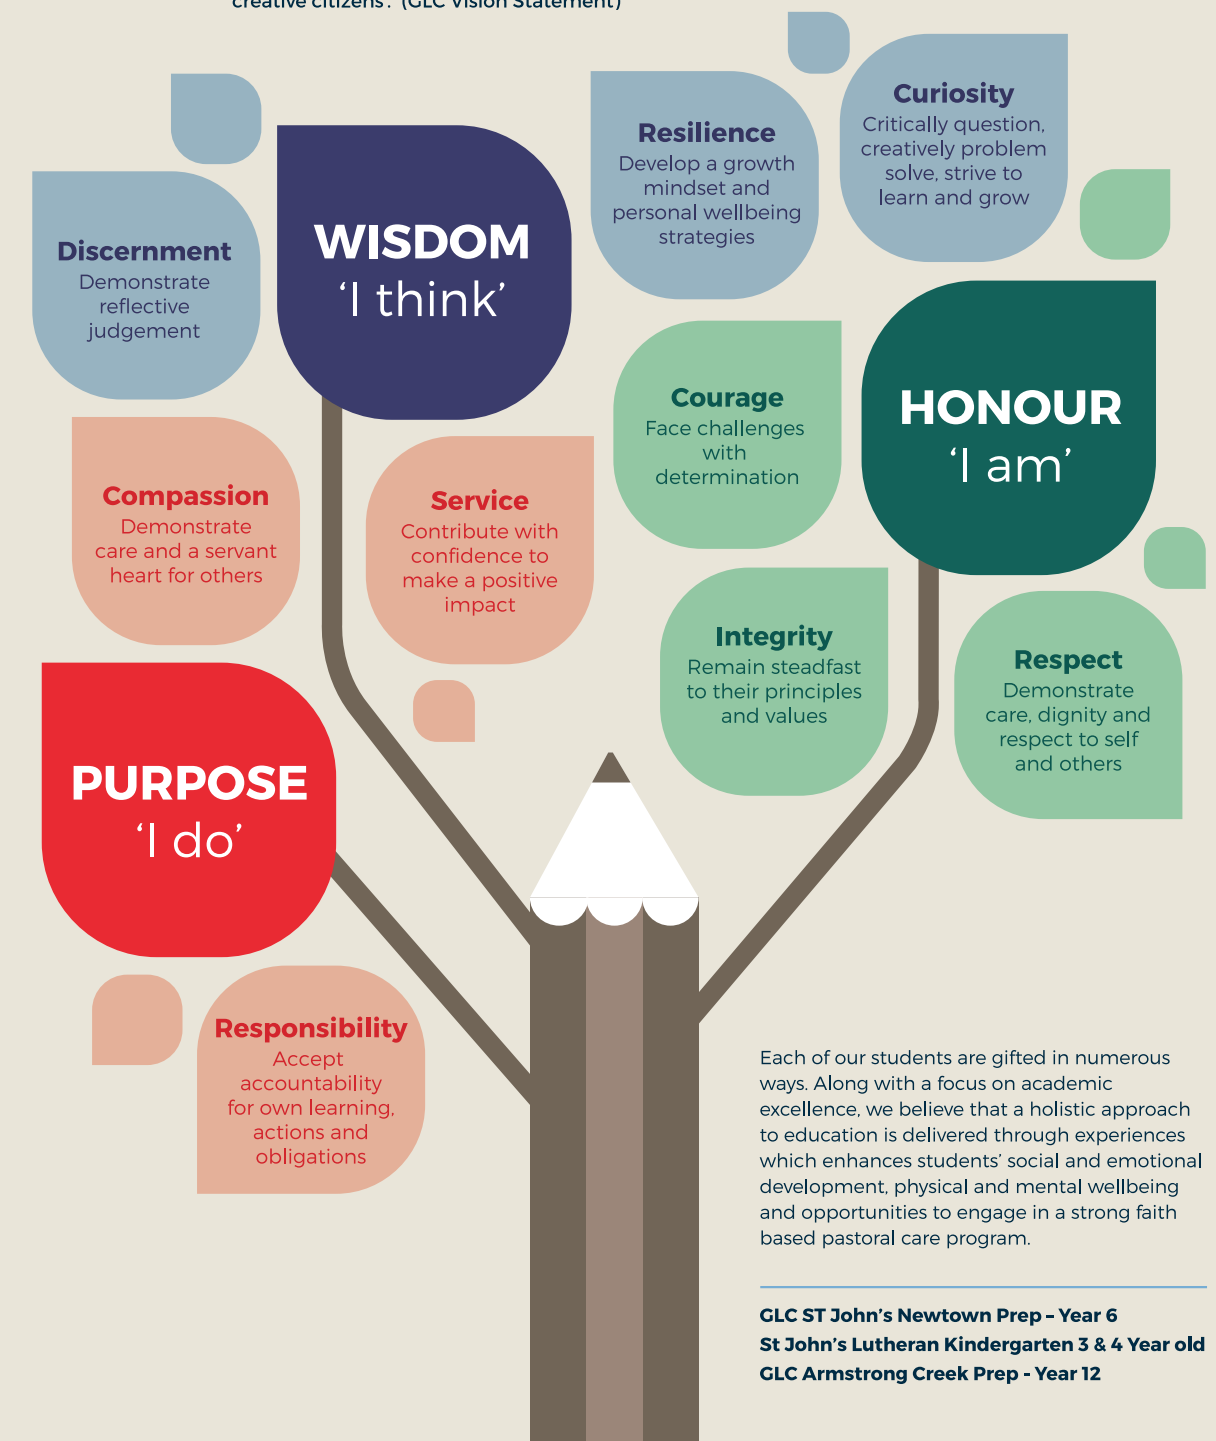 creative citizens’. (GLC Vision Statement)
Discernment
Demonstrate
reflective
judgement
WISDOM
‘I think’
Resilience
Develop a growth
mindset and
personal wellbeing
strategies
Curiosity
Critically question,
creatively problem
solve, strive to
learn and grow
Compassion
Demonstrate
care and a servant
heart for others
Service
Contribute with
confidence to
make a positive
impact
Courage
Face challenges
with
determination
HONOUR
‘I am’
Integrity
Remain steadfast
to their principles
and values
Respect
Demonstrate
care, dignity and
respect to self
and others
PURPOSE
‘I do’
Responsibility
Accept
accountability
for own learning,
actions and
obligations
Each of our students are gifted in numerous
ways. Along with a focus on academic
excellence, we believe that a holistic approach
to education is delivered through experiences
which enhances students’ social and emotional
development, physical and mental wellbeing
and opportunities to engage in a strong faith
based pastoral care program.
GLC ST John’s Newtown Prep – Year 6
St John’s Lutheran Kindergarten 3 & 4 Year old
GLC Armstrong Creek Prep - Year 12